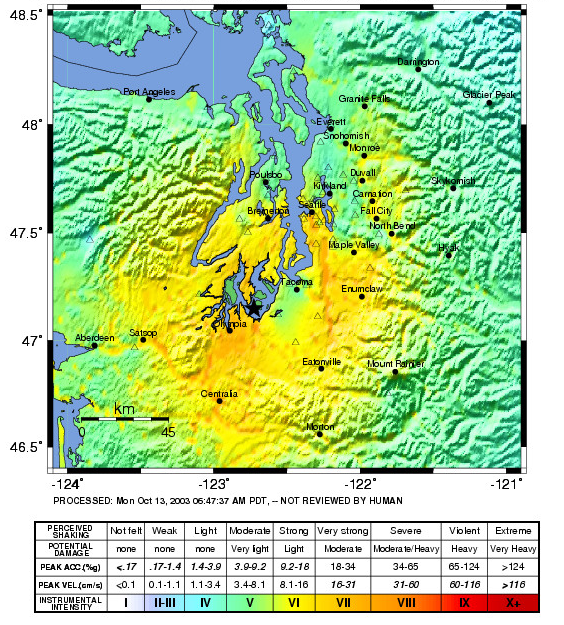 48.5˚
Darrington
Port Angeles
Granite Falls
Glacier Peak
48˚
Everett
Snohomish
Monroe
Poulsbo
Duvall
Kirkland
Skykomish
Carnation
Bremerton
Seattle
Fall City
North Bend
47.5˚
Maple Valley
Hyak
Tacoma
Enumclaw
Olympia
47˚
Aberdeen
Satsop
Eatonville
Mount Rainier
Centralia
km
0
45
Morton
46.5˚
-124˚ -123˚ -122˚ -121˚
PROCESSED: Mon Oct 13, 2003 06:47:37 AM PDT, -- NOT REVIEWED BY HUMAN
PERCEIVED SHAKING Not felt Weak Light Moderate Strong Very strong Severe Violent Extreme
POTENTIAL DAMAGE none none none Very light Light Moderate Moderate/Heavy Heavy Very Heavy
PEAK ACC.(%g) <.17 .17-1.4 1.4-3.9 3.9-9.2 9.2-18 18-34 34-65 65-124 >124
PEAK VEL.(cm/s) <0.1 0.1-1.1 1.1-3.4 3.4-8.1 8.1-16 16-31 31-60 60-116 >116
INSTRUMENTAL INTENSITY I II-III IV V VI VII VIII IX X+